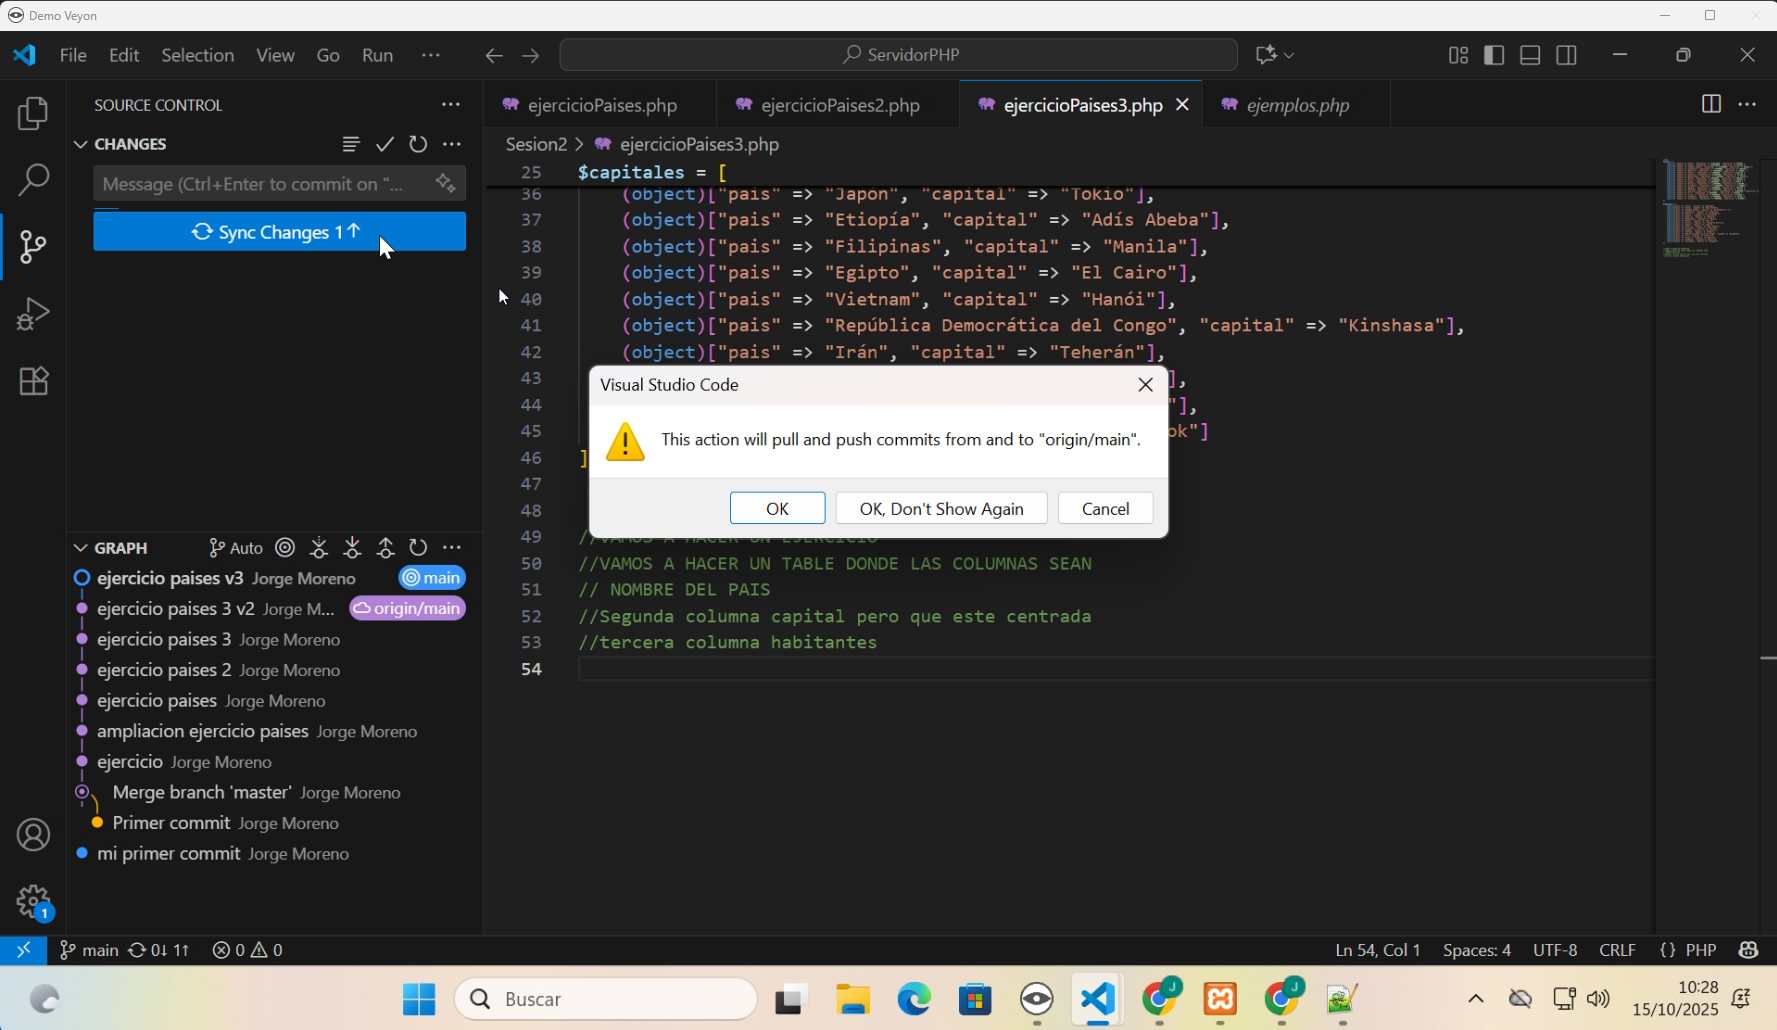 Demo Veyon
File Edit Selection View Go Run ···
ServidorPHP
SOURCE CONTROL
CHANGES
Message (Ctrl+Enter to commit on "...
Sync Changes 1↑
ejercicioPaises.php
ejercicioPaises2.php
ejercicioPaises3.php
ejemplos.php
Sesion2 > ejercicioPaises3.php
25 $capitales = [
36 (object)["pais" => "Japón", "capital" => "Tokio"],
37 (object)["pais" => "Etiopía", "capital" => "Adís Abeba"],
38 (object)["pais" => "Filipinas", "capital" => "Manila"],
39 (object)["pais" => "Egipto", "capital" => "El Cairo"],
40 (object)["pais" => "Vietnam", "capital" => "Hanói"],
41 (object)["pais" => "República Democrática del Congo", "capital" => "Kinshasa"],
42 (object)["pais" => "Irán", "capital" => "Teherán"],
43 ],
44 "],
45 ok"]
46 ]
47
48
49 //VAMOS A HACER UN EJERCICIO
50 //VAMOS A HACER UN TABLE DONDE LAS COLUMNAS SEAN
51 // NOMBRE DEL PAIS
52 //Segunda columna capital pero que este centrada
53 //tercera columna habitantes
54
Visual Studio Code
This action will pull and push commits from and to "origin/main".
OK
OK, Don't Show Again
Cancel
GRAPH
Auto
ejercicio paises v3 Jorge Moreno main
ejercicio paises 3 v2 Jorge M... origin/main
ejercicio paises 3 Jorge Moreno
ejercicio paises 2 Jorge Moreno
ejercicio paises Jorge Moreno
ampliacion ejercicio paises Jorge Moreno
ejercicio Jorge Moreno
Merge branch 'master' Jorge Moreno
Primer commit Jorge Moreno
mi primer commit Jorge Moreno
1
main 0↓ 1↑ 0 0
Ln 54, Col 1 Spaces: 4 UTF-8 CRLF {} PHP
Buscar
J
J
10:28
15/10/2025